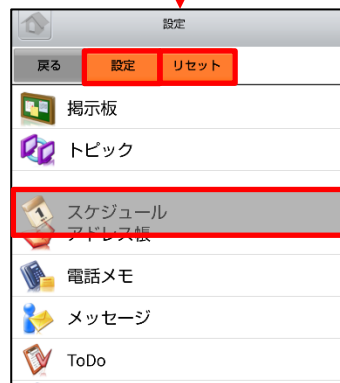 設定
戻る 設定 リセット
掲示板
トピック
スケジュール
アドレス帳
電話メモ
メッセージ
ToDo